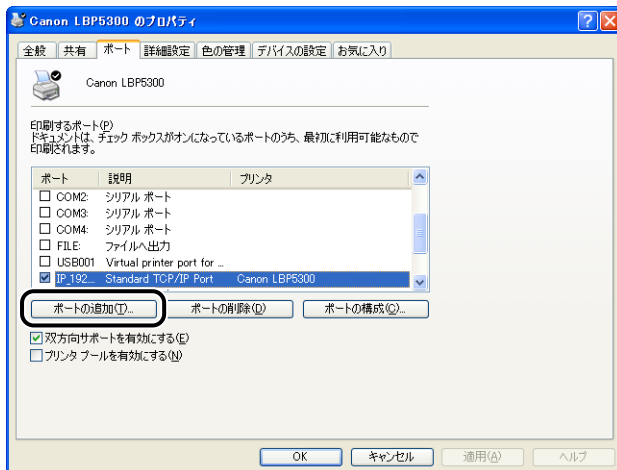 Canon LBP5300 のプロパティ
全般 共有 ポート 詳細設定 色の管理 デバイスの設定 お気に入り
Canon LBP5300
印刷するポート(P)
ドキュメントは、チェック ボックスがオンになっているポートのうち、最初に利用可能なもので
印刷されます。
ポート 説明 プリンタ
COM2: シリアル ポート
COM3: シリアル ポート
COM4: シリアル ポート
FILE: ファイルへ出力
USB001 Virtual printer port for ...
IP_192... Standard TCP/IP Port Canon LBP5300
ポートの追加(T)... ポートの削除(D) ポートの構成(C)...
双方向サポートを有効にする(E)
プリンタ プールを有効にする(N)
OK キャンセル 適用(A) ヘルプ